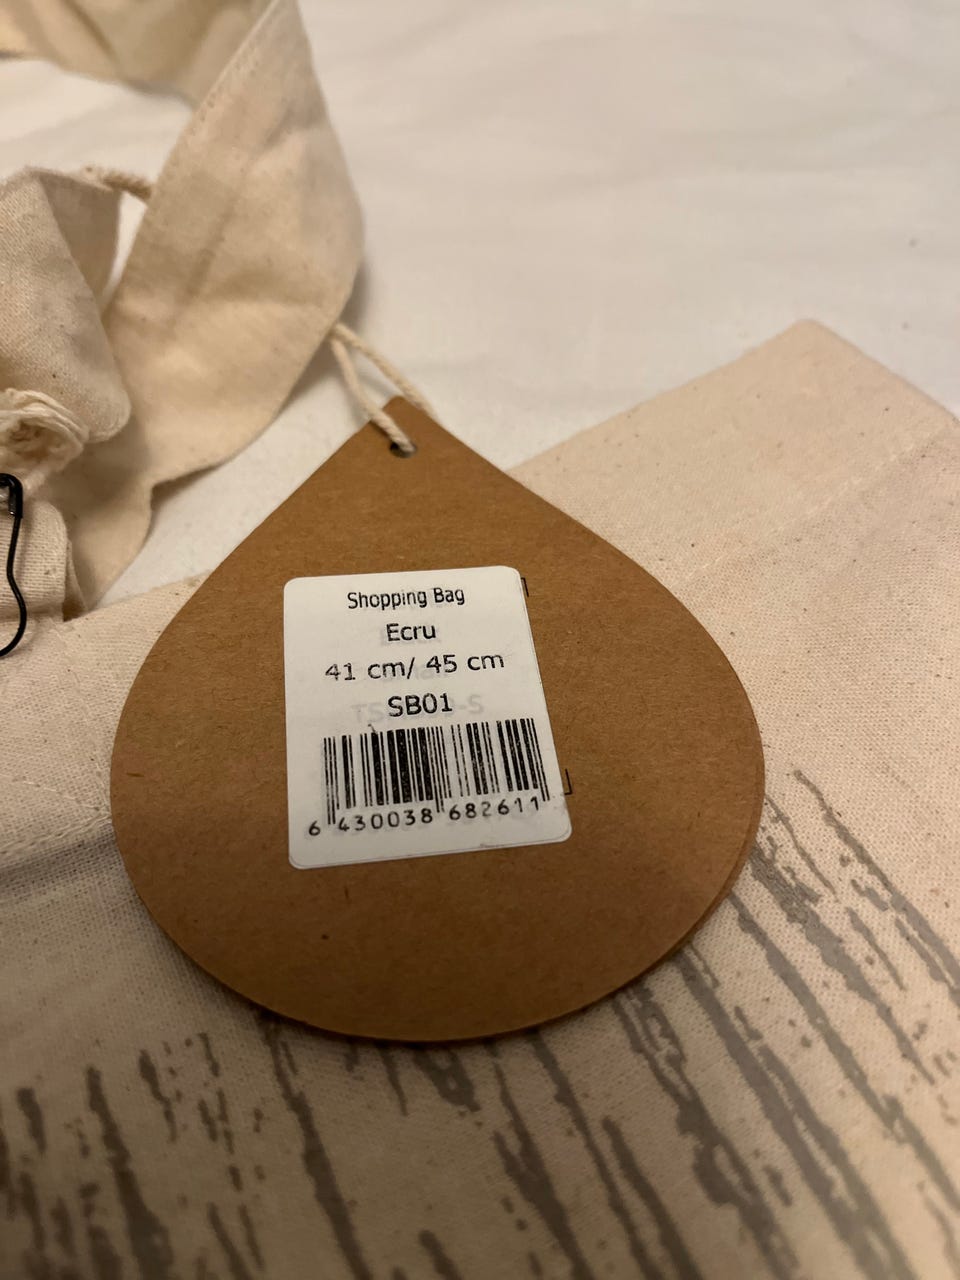 Shopping Bag
Ecru
41 cm/ 45 cm
SB01
6 430038 682611